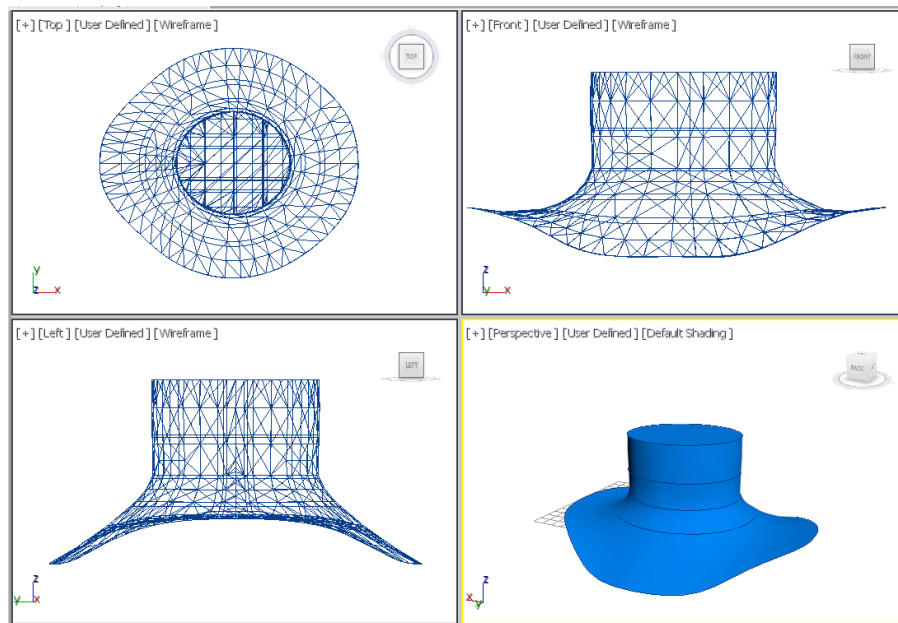 [+] [Top] [User Defined] [Wireframe]
TOP
y
z x
[+] [Front] [User Defined] [Wireframe]
FRONT
z
y x
[+] [Left] [User Defined] [Wireframe]
LEFT
z
y x
[+] [Perspective] [User Defined] [Default Shading]
BACK
z
x y